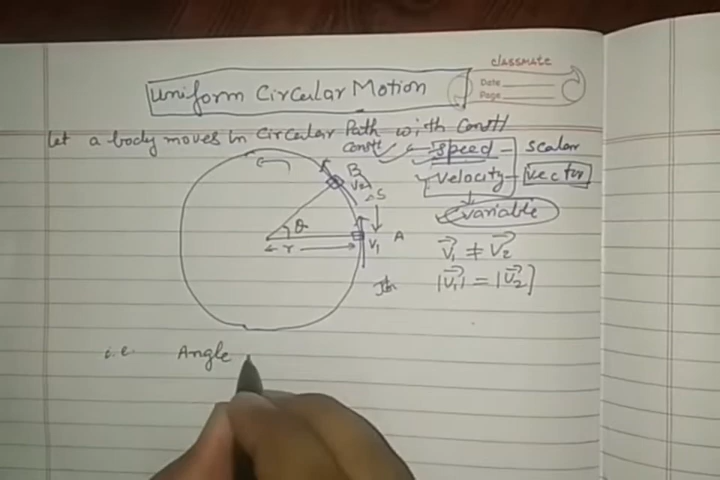 classmate
Date
Page
Uniform Circular Motion
Let a body moves in Circular Path with Constt
Constt speed - scalar
velocity - vector
variable
B
V2
ΔS
θ
r
V1
A
V1 ≠ V2
|V1| = |V2|
i.e. Angle